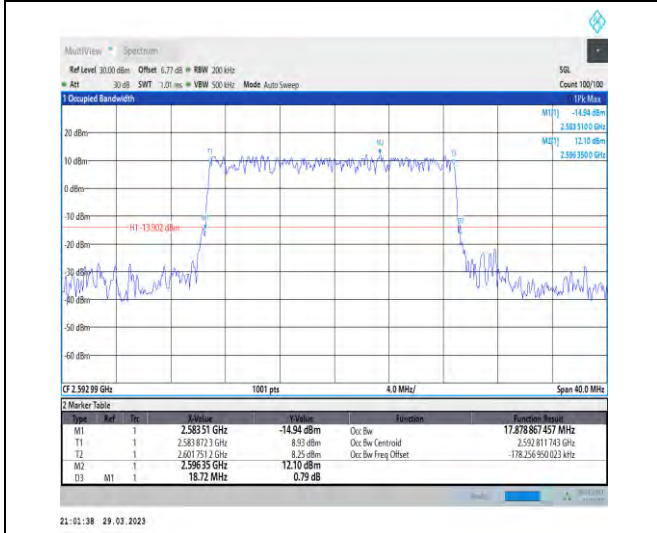 MultiView Spectrum
Ref Level 30.00 dBm Offset 6.77 dB RBW 200 kHz SGL
Att 30 dB SWT 1.01 ms VBW 500 kHz Mode Auto Sweep Count 100/100
1 Occupied Bandwidth 1Pk Max
M1[1] -14.94 dBm
2.583 5100 GHz
M2[1] 12.10 dBm
2.596 3500 GHz
20 dBm
M2
T1
10 dBm
0 dBm
-10 dBm
H1 -13.902 dBm
-20 dBm
-30 dBm
-40 dBm
-50 dBm
-60 dBm
CF 2.592 99 GHz 1001 pts 4.0 MHz/ Span 40.0 MHz
2 Marker Table
Type Ref Trc X-Value Y-Value Function Function Result
M1 1 2.583 51 GHz -14.94 dBm Occ Bw 17.878 867 457 MHz
T1 1 2.583 872 3 GHz 8.93 dBm Occ Bw Centroid 2.592 811 743 GHz
T2 1 2.601 751 2 GHz 8.25 dBm Occ Bw Freq Offset -178.256 950 023 kHz
M2 1 2.596 35 GHz 12.10 dBm
D3 M1 1 18.72 MHz 0.79 dB
21:01:38 29.03.2023